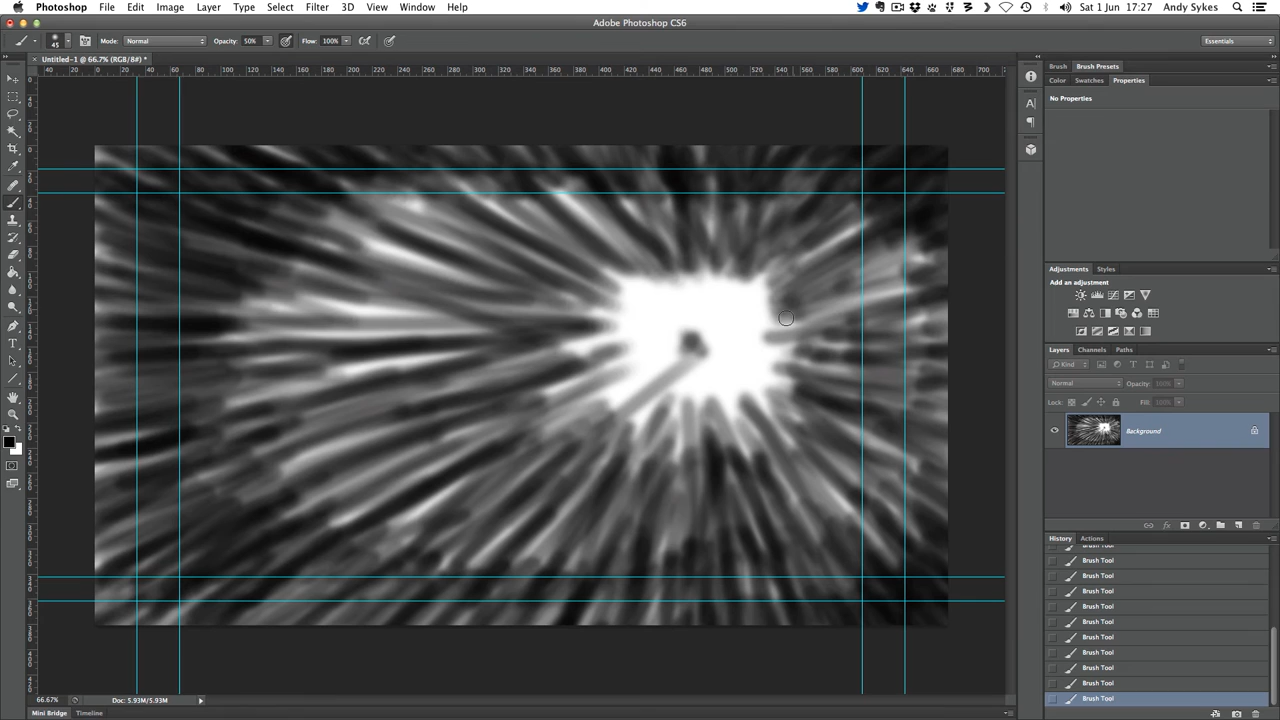 Photoshop File Edit Image Layer Type Select Filter 3D View Window Help
Sat 1 Jun 17:27 Andy Sykes
Adobe Photoshop CS6
45 Mode: Normal Opacity: 50% Flow: 100% Essentials
Untitled-1 @ 66.7% (RGB/8#) *
Brush Brush Presets
Color Swatches Properties
No Properties
Adjustments Styles
Add an adjustment
Layers Channels Paths
Kind
Normal Opacity: 100%
Lock: Fill: 100%
Background
History Actions
Brush Tool
Brush Tool
Brush Tool
Brush Tool
Brush Tool
Brush Tool
Brush Tool
Brush Tool
Brush Tool
Brush Tool
Brush Tool
66.67% Doc: 5.93M/5.93M
Mini Bridge Timeline